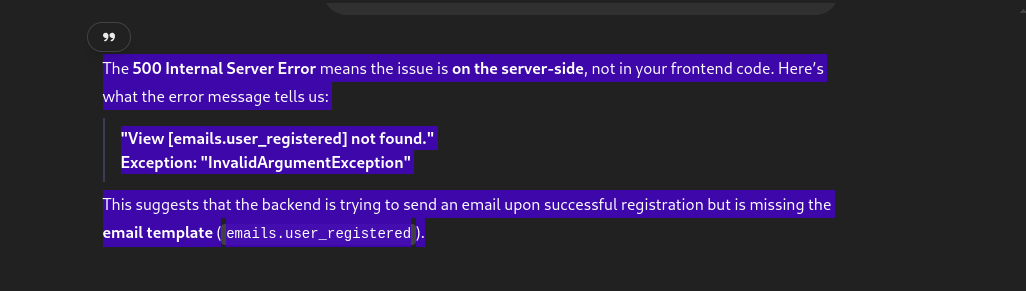 The 500 Internal Server Error means the issue is on the server-side, not in your frontend code. Here’s
what the error message tells us:
"View [emails.user_registered] not found."
Exception: "InvalidArgumentException"
This suggests that the backend is trying to send an email upon successful registration but is missing the
email template (emails.user_registered).